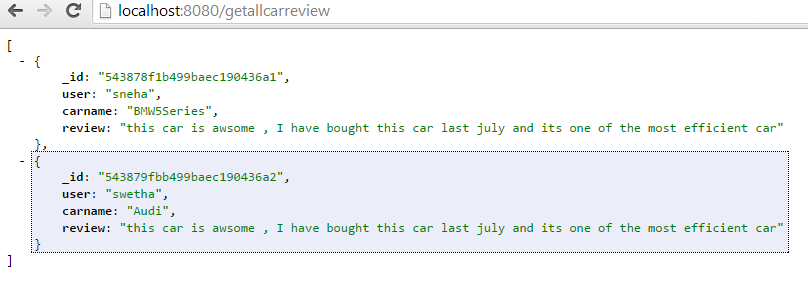 localhost:8080/getallcarreview
[
- {
_id: "543878f1b499baec190436a1",
user: "sneha",
carname: "BMW5Series",
review: "this car is awsome , I have bought this car last july and its one of the most efficient car"
},
- {
_id: "543879fbb499baec190436a2",
user: "swetha",
carname: "Audi",
review: "this car is awsome , I have bought this car last july and its one of the most efficient car"
}
]